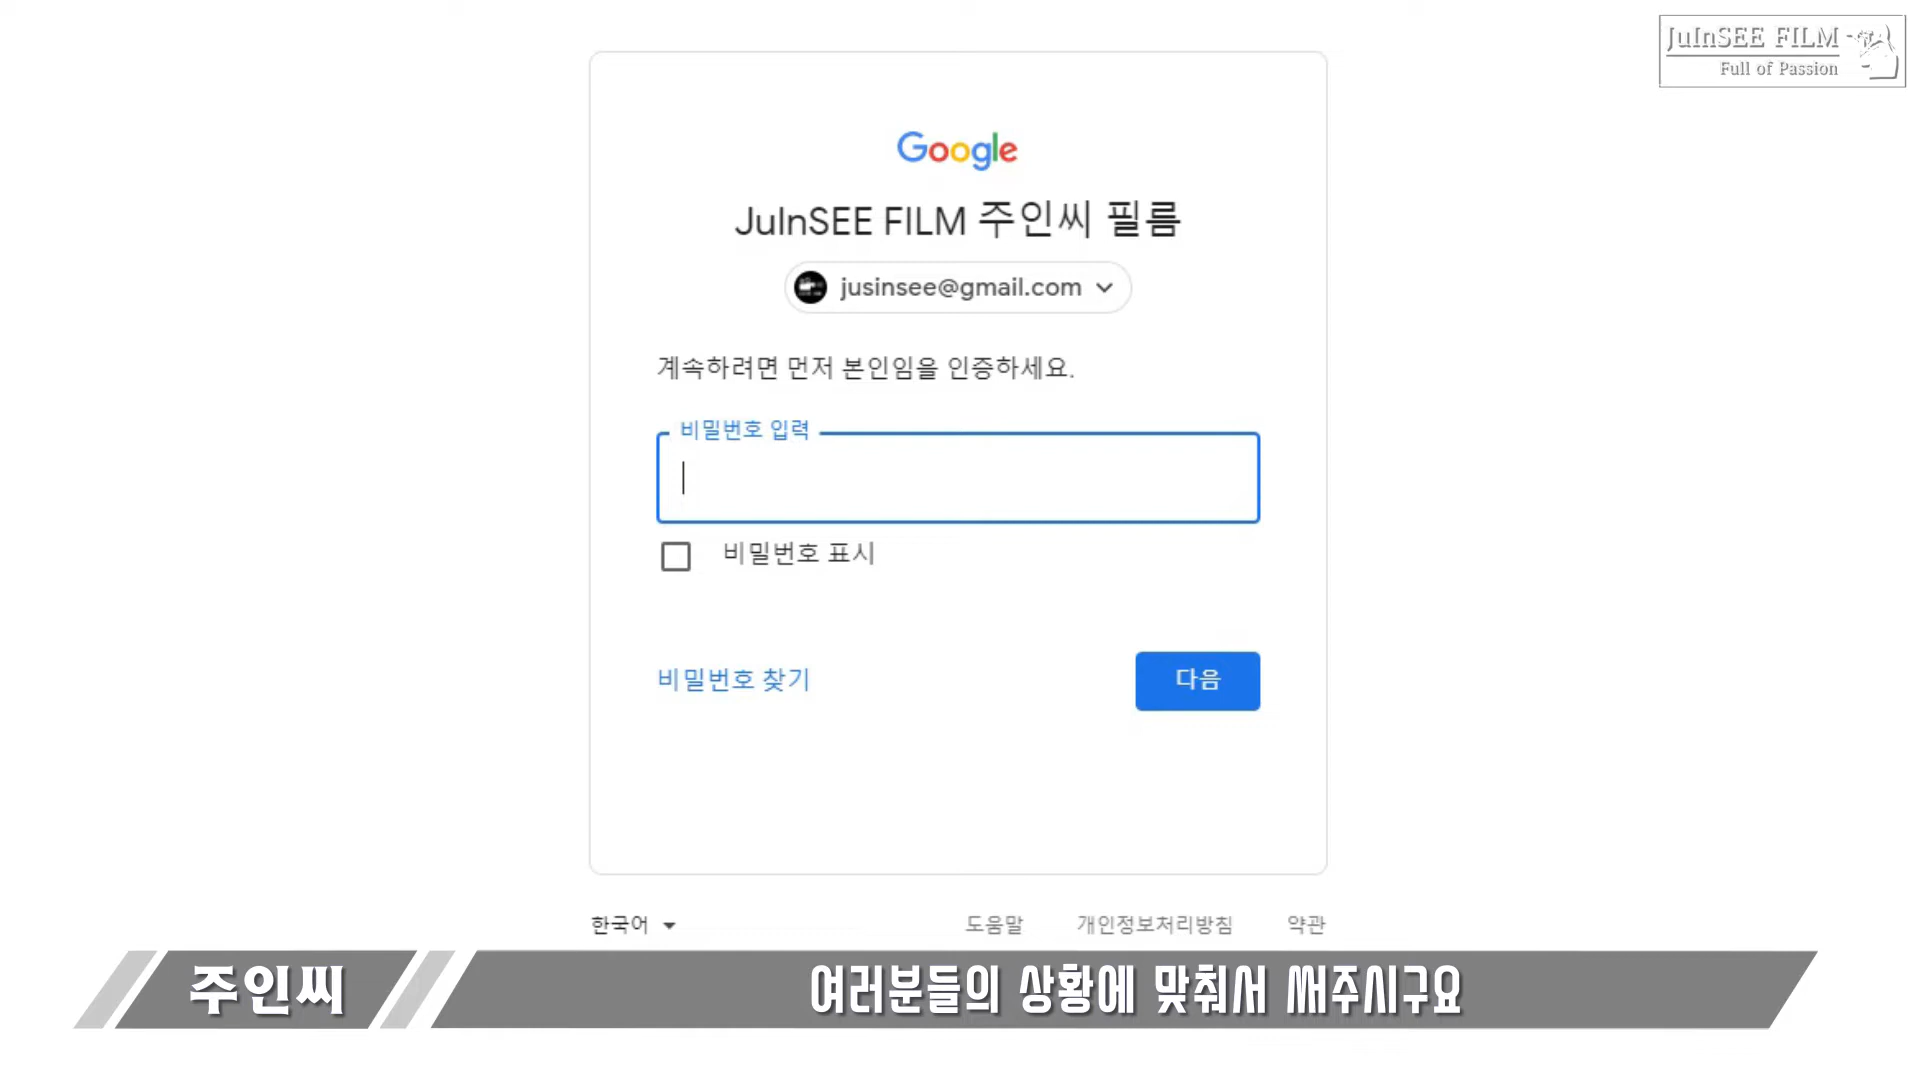 JuInSEE FILM
Full of Passion
Google
JuInSEE FILM 주인씨 필름
jusinsee@gmail.com
계속하려면 먼저 본인임을 인증하세요.
비밀번호 입력
비밀번호 표시
비밀번호 찾기
다음
한국어
도움말
개인정보처리방침
약관
주인씨
여러분들의 상황에 맞춰서 써주시구요